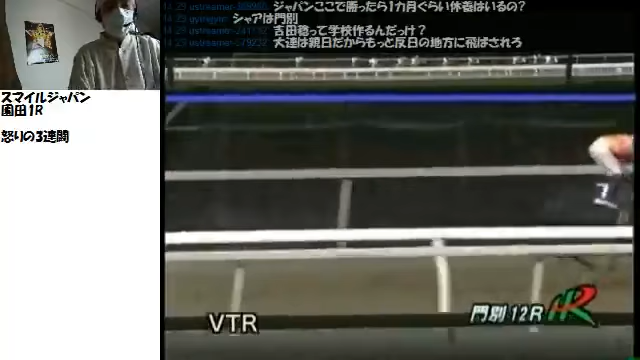 ジャパンここで勝ったら1カ月ぐらい休養はいるの?
シャアは門別
吉田穂って学校作るんだっけ?
大連は親日だからもっと反日の地方に飛ばされろ
スマイルジャパン
園田1R
怒りの3連闘
VTR
門別12R HR